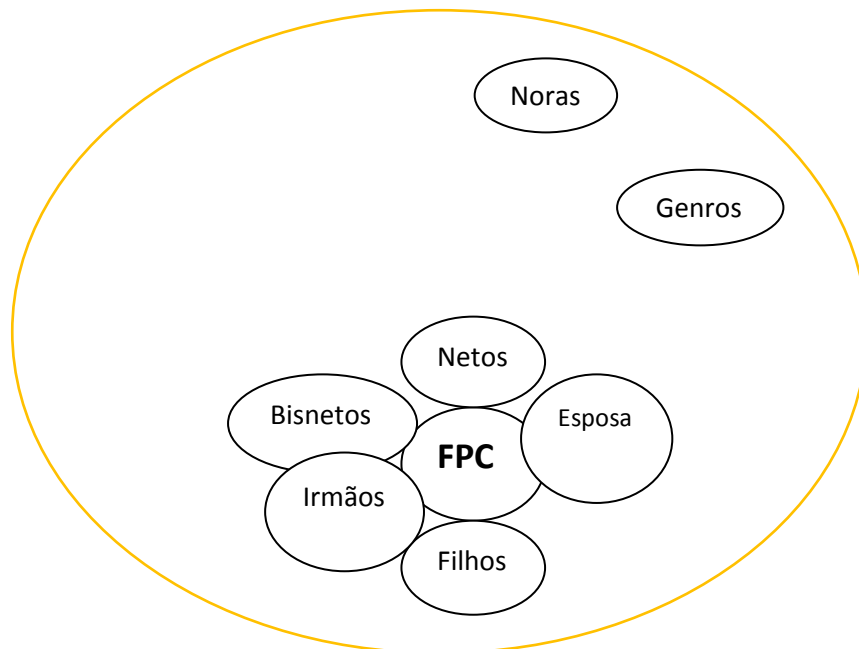 Noras
Genros
Netos
Bisnetos
Esposa
FPC
Irmãos
Filhos